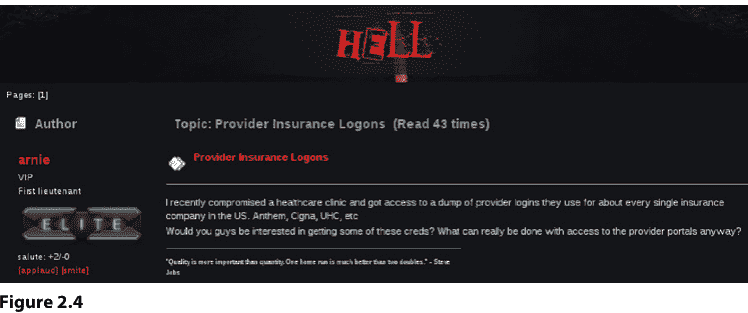 HELL
Pages: [1]
Author
Topic: Provider Insurance Logons (Read 43 times)
arnie
Provider Insurance Logons
VIP
First lieutenant
I recently compromised a healthcare clinic and got access to a dump of provider logins they use for about every single insurance
company in the US. Anthem, Cigna, UHC, etc
Would you guys be interested in getting some of these creds? What can really be done with access to the provider portals anyway?
ELITE
salute: +2/-0
[applaud] [smite]
"Quality is more important than quantity. One home run is much better than two doubles." - Steve
Jobs
Figure 2.4